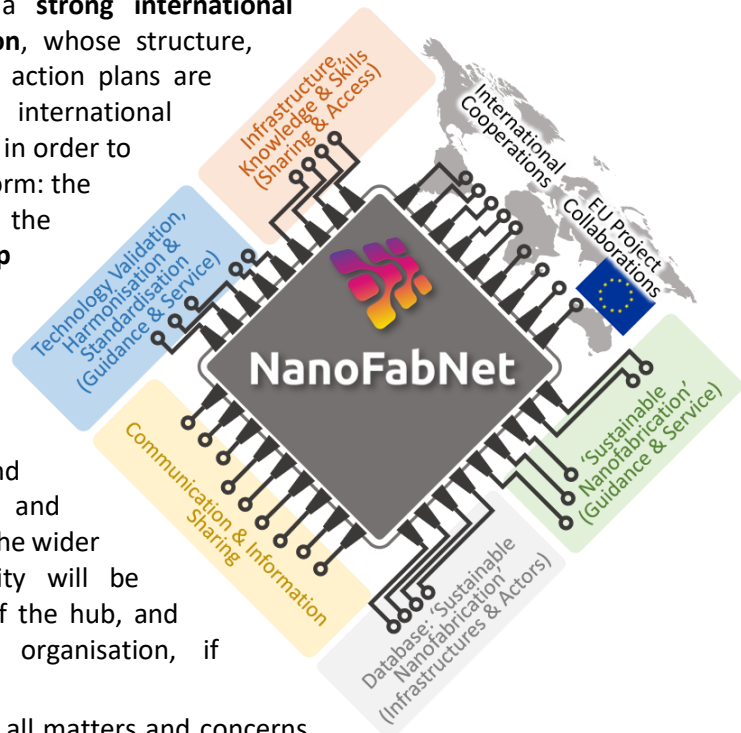 a strong international
on, whose structure,
action plans are
international
in order to
orm: the
the
p
nd
and
he wider
ity will be
f the hub, and
organisation, if
all matters and concerns
Infrastructure,
Knowledge & Skills
(Sharing & Access)
International
Cooperations
EU Project
Collaborations
Technology Validation,
Harmonisation &
Standardisation
(Guidance & Service)
NanoFabNet
'Sustainable
Nanofabrication'
(Guidance & Service)
Communication & Information
Sharing
Database: 'Sustainable
Nanofabrication'
(Infrastructures & Actors)